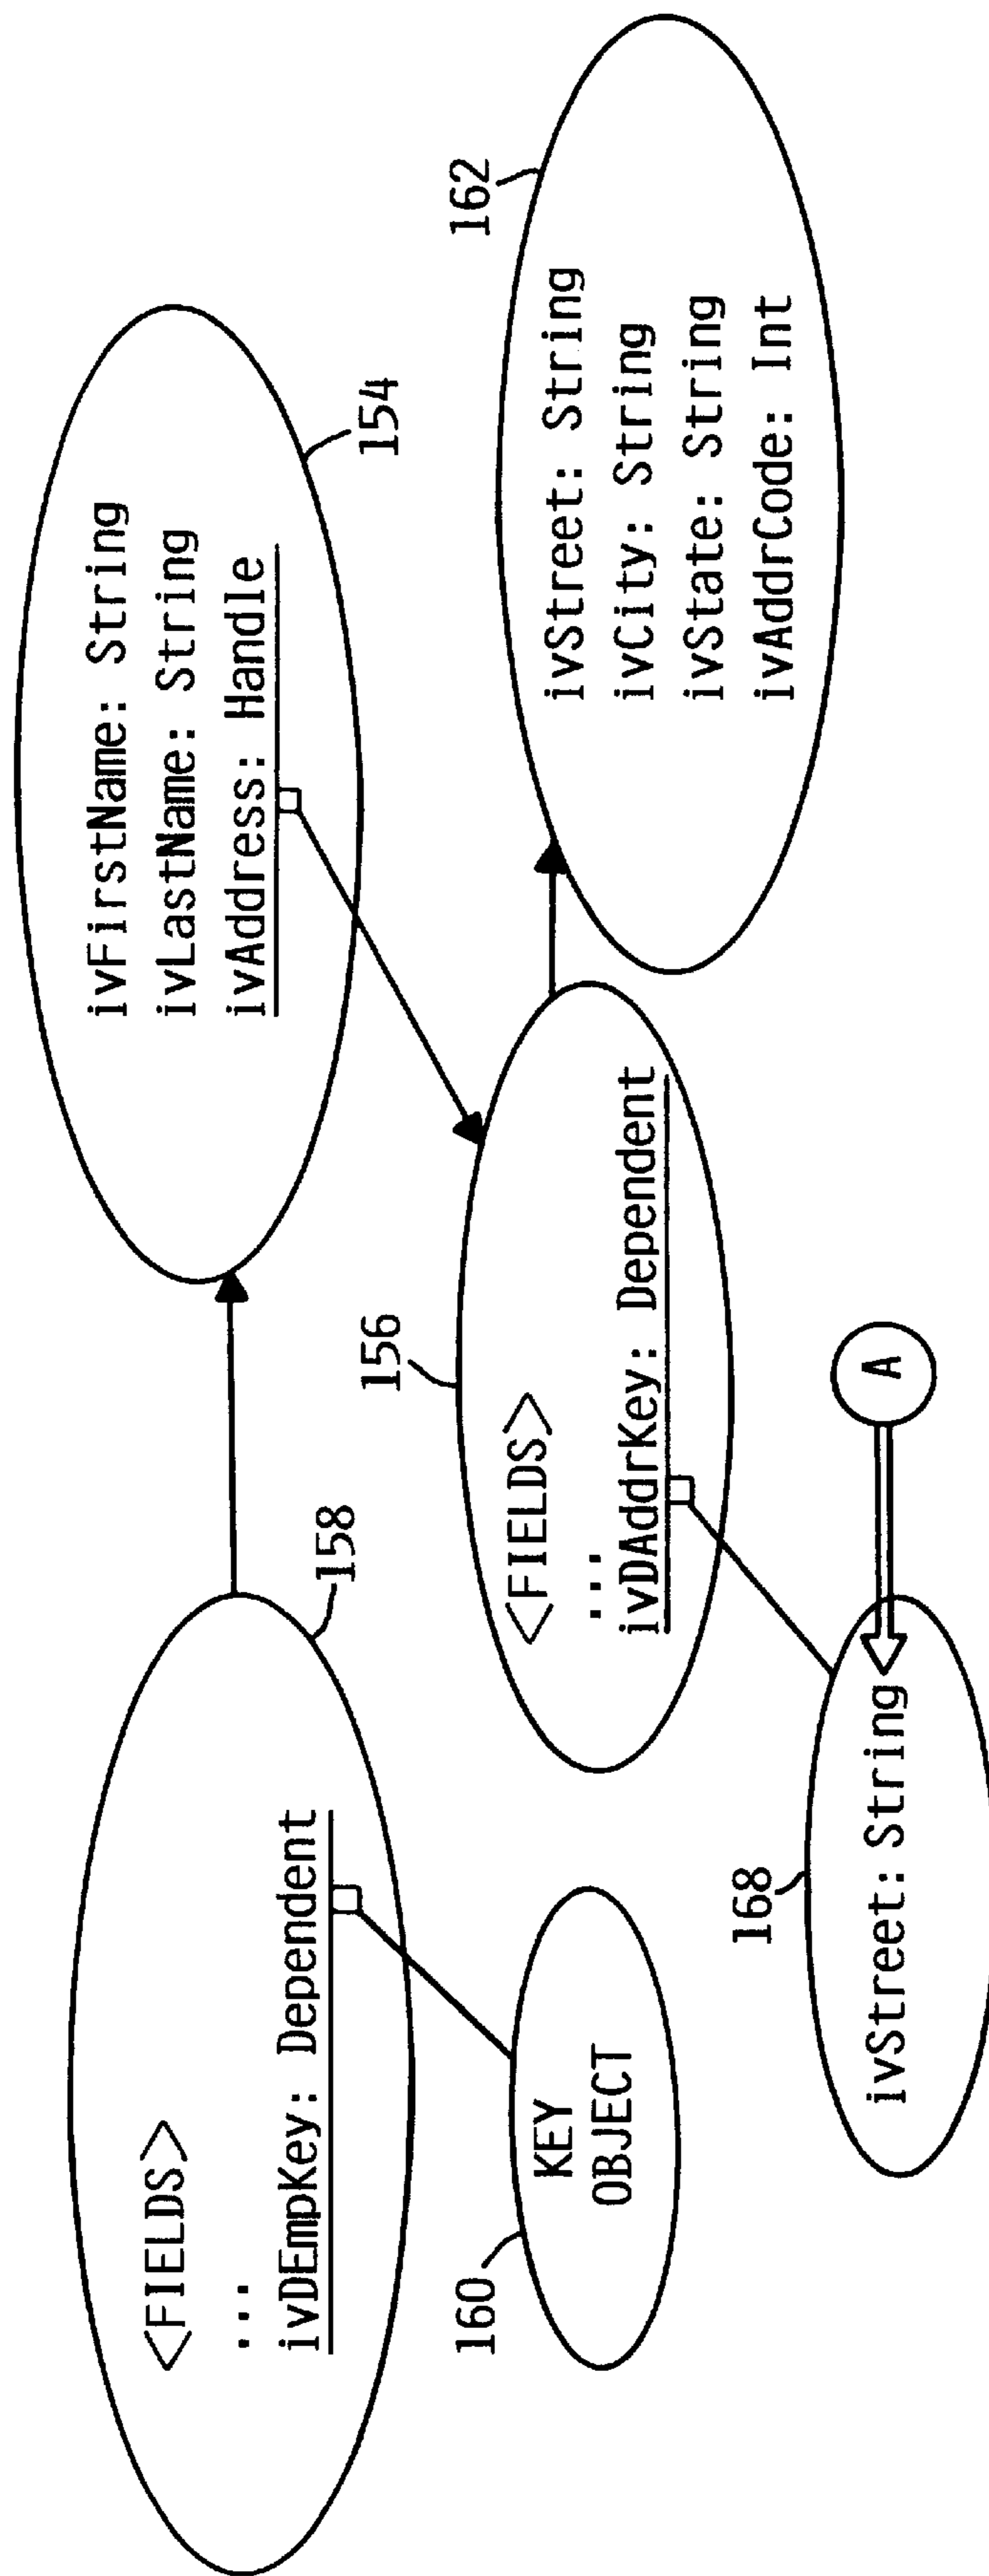 <FIELDS>
...
ivDEmpKey: Dependent
158
ivFirstName: String
ivLastName: String
ivAddress: Handle
154
160
KEY
OBJECT
156
<FIELDS>
...
ivDAddrKey: Dependent
162
ivStreet: String
ivCity: String
ivState: String
ivAddrCode: Int
168
ivStreet: String
A